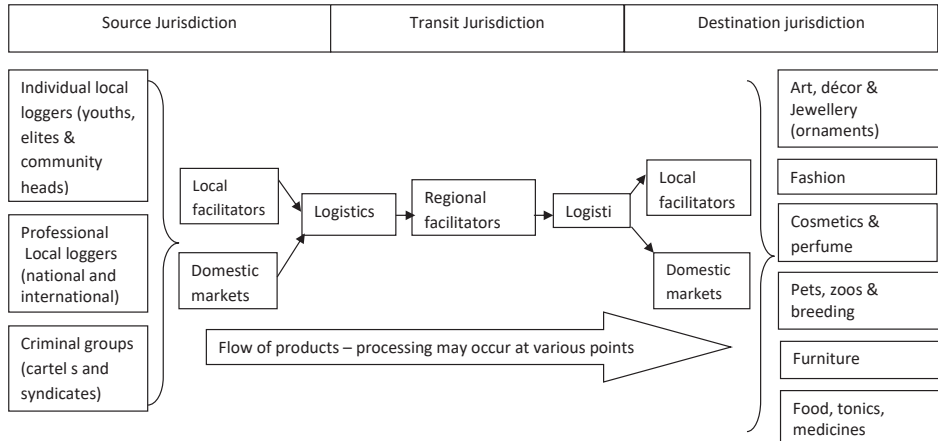 Source Jurisdiction
Transit Jurisdiction
Destination jurisdiction
Individual local
loggers (youths,
elites &
community
heads)
Professional
Local loggers
(national and
international)
Criminal groups
(cartel s and
syndicates)
Local
facilitators
Domestic
markets
Logistics
Regional
facilitators
Logisti
Local
facilitators
Domestic
markets
Flow of products – processing may occur at various points
Art, décor &
Jewellery
(ornaments)
Fashion
Cosmetics &
perfume
Pets, zoos &
breeding
Furniture
Food, tonics,
medicines